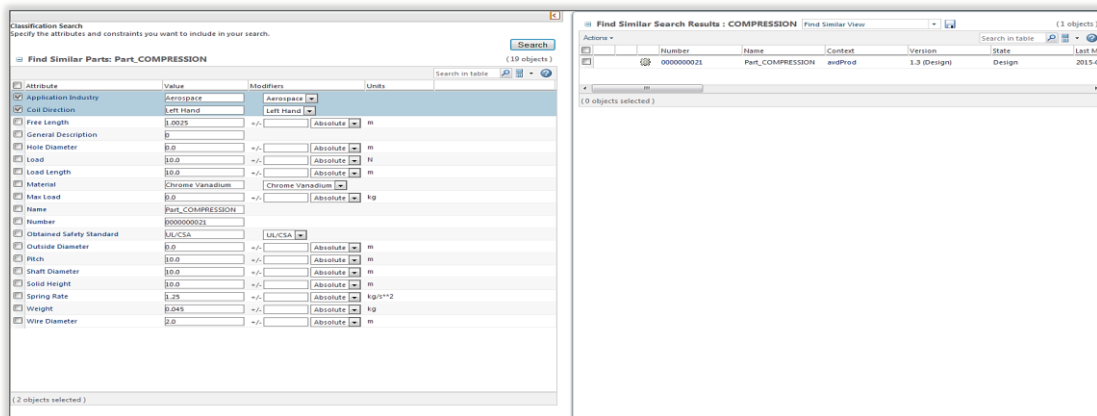 Classification Search
Specify the attributes and constraints you want to include in your search.
Search
Find Similar Parts: Part_COMPRESSION (19 objects)
Search in table
Attribute Value Modifiers Units
Application Industry Aerospace Aerospace
Coil Direction Left Hand Left Hand
Free Length 1.0025 +/- Absolute m
General Description 0
Hole Diameter 0.0 +/- Absolute m
Load 10.0 +/- Absolute N
Load Length 10.0 +/- Absolute m
Material Chrome Vanadium Chrome Vanadium
Max Load 0.0 +/- Absolute kg
Name Part_COMPRESSION
Number 0000000021
Obtained Safety Standard UL/CSA UL/CSA
Outside Diameter 0.0 +/- Absolute m
Pitch 10.0 +/- Absolute m
Shaft Diameter 10.0 +/- Absolute m
Solid Height 10.0 +/- Absolute m
Spring Rate 1.25 +/- Absolute kg/s**2
Weight 0.045 +/- Absolute kg
Wire Diameter 2.0 +/- Absolute m
(2 objects selected)
Find Similar Search Results : COMPRESSION Find Similar View (1 objects)
Actions
Search in table
Number Name Context Version State Last M
0000000021 Part_COMPRESSION avdProd 1.3 (Design) Design 2015-
(0 objects selected)